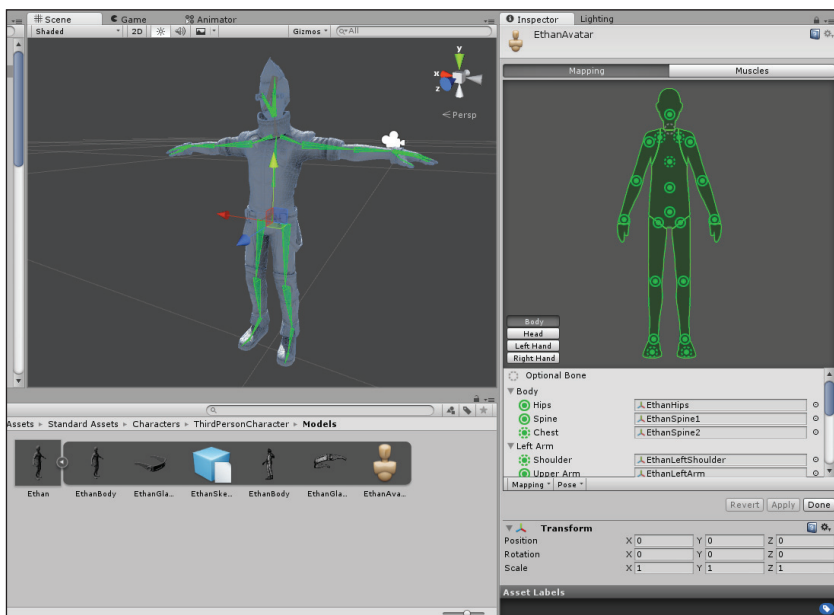 Scene Game Animator
Shaded 2D Gizmos All
y
x
z
Persp
Assets Standard Assets Characters ThirdPersonCharacter Models
Ethan EthanBody EthanGla... EthanSke... EthanBody EthanGla... EthanAva...
Inspector Lighting
EthanAvatar
Mapping Muscles
Body
Head
Left Hand
Right Hand
Optional Bone
Body
Hips EthanHips
Spine EthanSpine1
Chest EthanSpine2
Left Arm
Shoulder EthanLeftShoulder
Upper Arm EthanLeftArm
Mapping Pose
Revert Apply Done
Transform
Position X 0 Y 0 Z 0
Rotation X 0 Y 0 Z 0
Scale X 1 Y 1 Z 1
Asset Labels